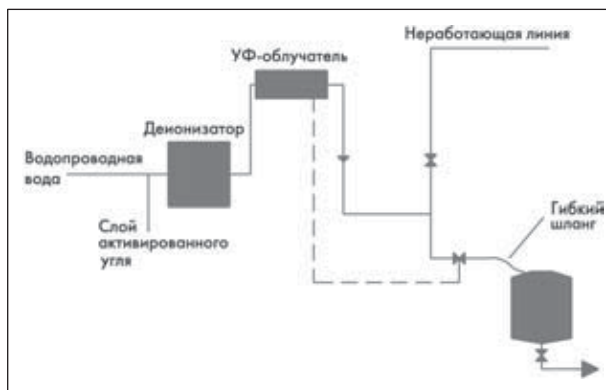 Неработающая линия
УФ-облучатель
Деионизатор
Водопроводная
вода
Слой
активированного
угля
Гибкий
шланг